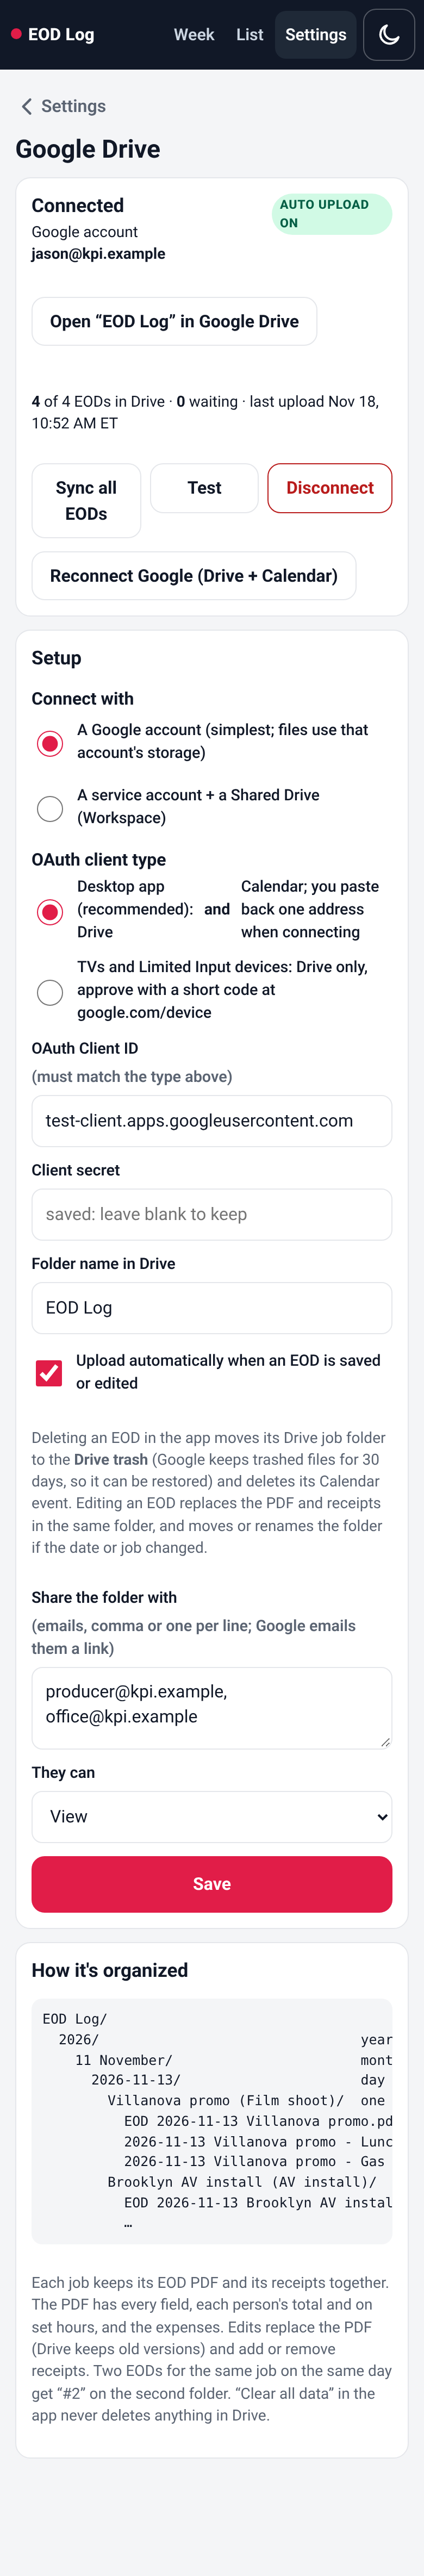 EOD Log
Week
List
Settings
Settings
Google Drive
Connected
Google account
jason@kpi.example
AUTO UPLOAD
ON
Open “EOD Log” in Google Drive
4 of 4 EODs in Drive · 0 waiting · last upload Nov 18,
10:52 AM ET
Sync all
EODs
Test
Disconnect
Reconnect Google (Drive + Calendar)
Setup
Connect with
A Google account (simplest; files use that
account's storage)
A service account + a Shared Drive
(Workspace)
OAuth client type
Desktop app
(recommended):
Drive
and
Calendar; you paste
back one address
when connecting
TVs and Limited Input devices: Drive only,
approve with a short code at
google.com/device
OAuth Client ID
(must match the type above)
test-client.apps.googleusercontent.com
Client secret
saved: leave blank to keep
Folder name in Drive
EOD Log
Upload automatically when an EOD is saved
or edited
Deleting an EOD in the app moves its Drive job folder
to the Drive trash (Google keeps trashed files for 30
days, so it can be restored) and deletes its Calendar
event. Editing an EOD replaces the PDF and receipts
in the same folder, and moves or renames the folder
if the date or job changed.
Share the folder with
(emails, comma or one per line; Google emails
them a link)
producer@kpi.example,
office@kpi.example
They can
View
Save
How it's organized
EOD Log/
2026/ year
11 November/ mont
2026-11-13/ day
Villanova promo (Film shoot)/ one
EOD 2026-11-13 Villanova promo.pd
2026-11-13 Villanova promo - Lunc
2026-11-13 Villanova promo - Gas
Brooklyn AV install (AV install)/
EOD 2026-11-13 Brooklyn AV instal
…
Each job keeps its EOD PDF and its receipts together.
The PDF has every field, each person's total and on
set hours, and the expenses. Edits replace the PDF
(Drive keeps old versions) and add or remove
receipts. Two EODs for the same job on the same day
get “#2” on the second folder. “Clear all data” in the
app never deletes anything in Drive.